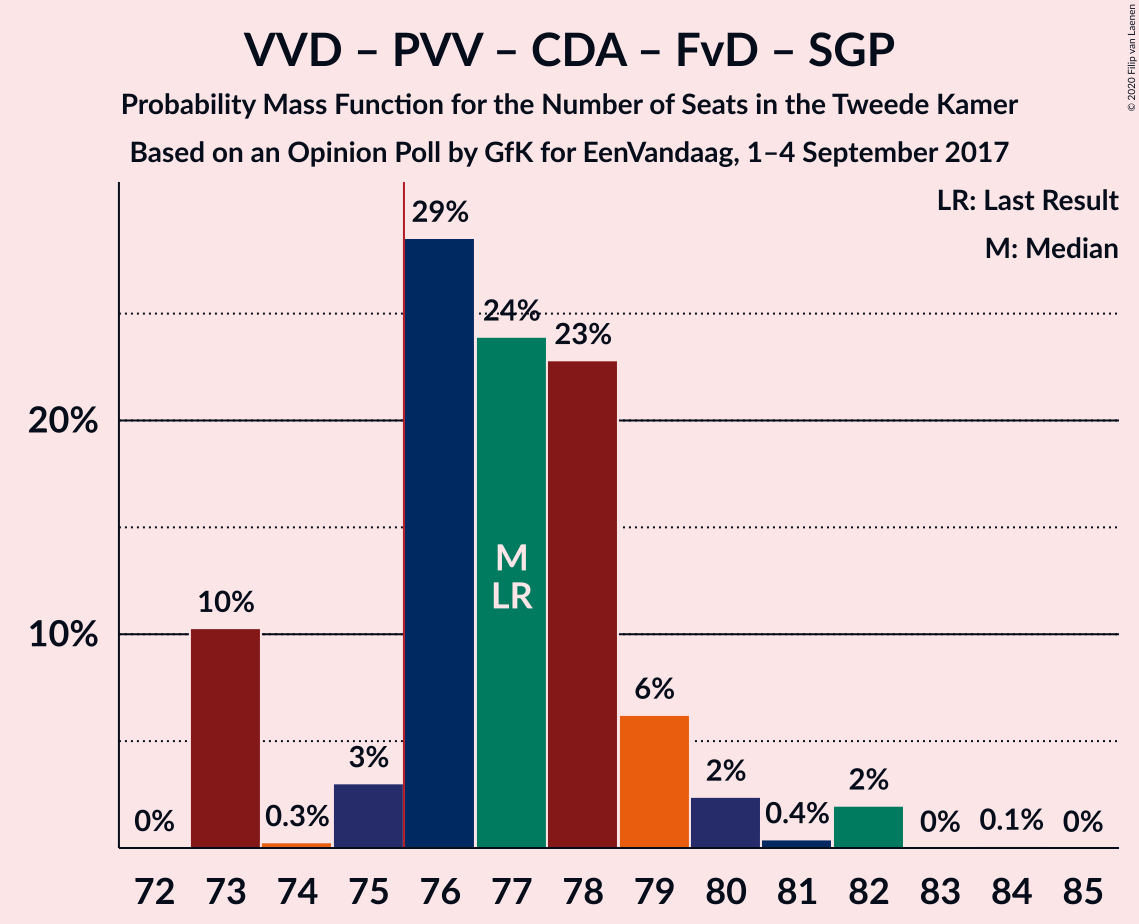 VVD – PVV – CDA – FvD – SGP
Probability Mass Function for the Number of Seats in the Tweede Kamer
Based on an Opinion Poll by GfK for EenVandaag, 1–4 September 2017
© 2020 Filip van Laenen
LR: Last Result
M: Median
29%
24%
23%
20%
M
LR
10%
10%
6%
3%
2%
2%
0%
0.3%
0.4%
0%
0.1%
0%
72 73 74 75 76 77 78 79 80 81 82 83 84 85